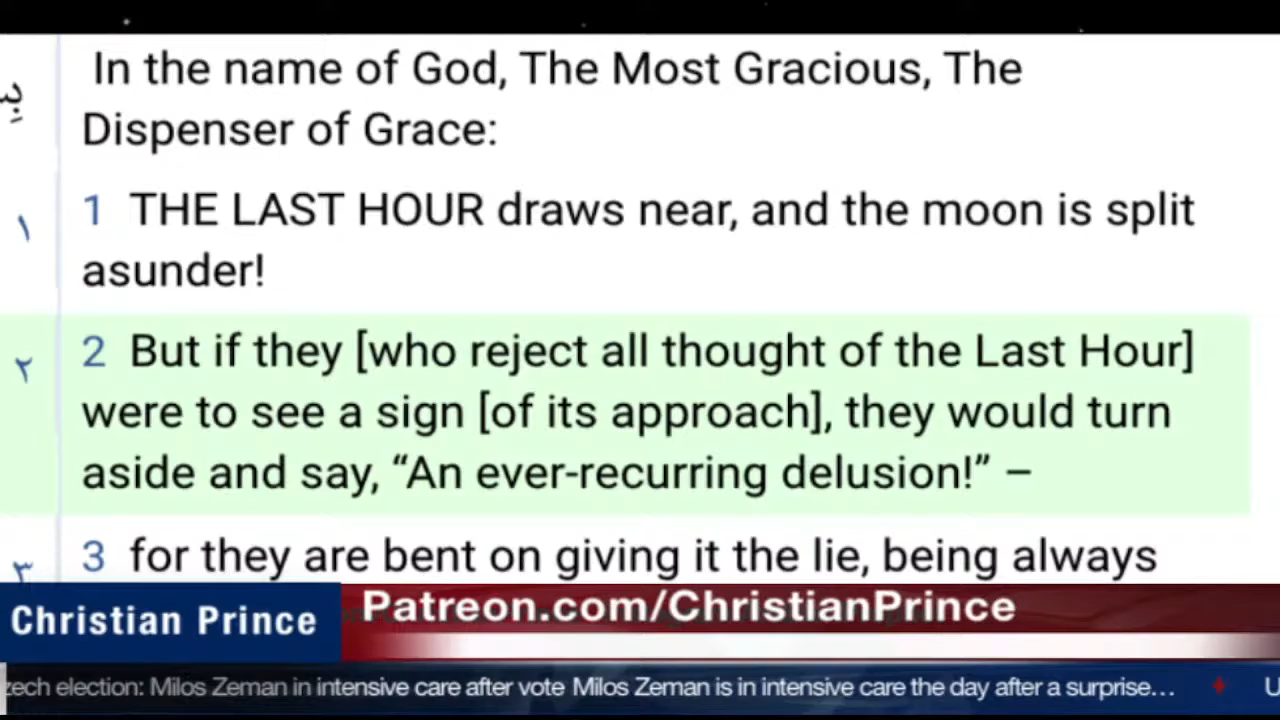 In the name of God, The Most Gracious, The
Dispenser of Grace:
١
1 THE LAST HOUR draws near, and the moon is split
asunder!
٢
2 But if they [who reject all thought of the Last Hour]
were to see a sign [of its approach], they would turn
aside and say, “An ever-recurring delusion!” –
٣
3 for they are bent on giving it the lie, being always
Christian Prince
Patreon.com/ChristianPrince
election: Milos Zeman in intensive care after vote Milos Zeman is in intensive care the day after a surprise...